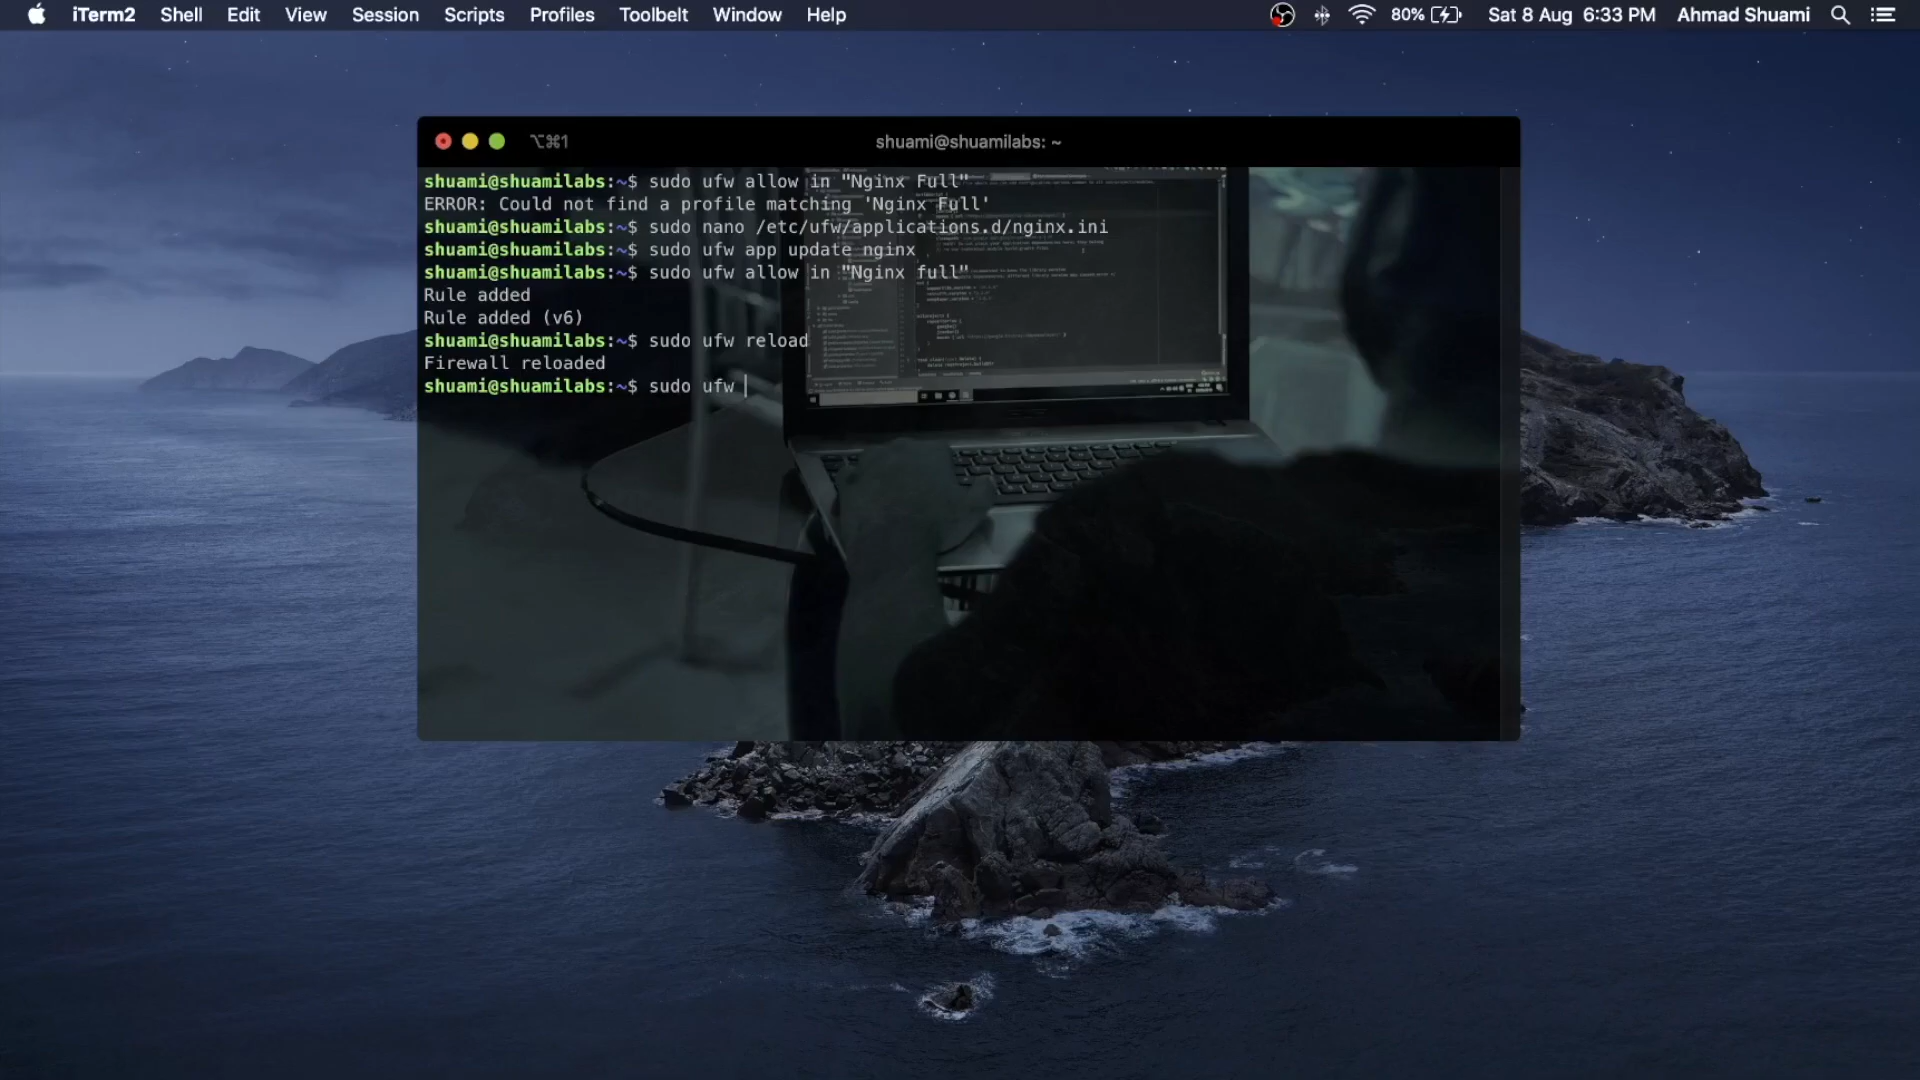 iTerm2 Shell Edit View Session Scripts Profiles Toolbelt Window Help 80% Sat 8 Aug 6:33 PM Ahmad Shuami
⌥⌘1 shuami@shuamilabs: ~
shuami@shuamilabs:~$ sudo ufw allow in "Nginx Full"
ERROR: Could not find a profile matching 'Nginx Full'
shuami@shuamilabs:~$ sudo nano /etc/ufw/applications.d/nginx.ini
shuami@shuamilabs:~$ sudo ufw app update nginx
shuami@shuamilabs:~$ sudo ufw allow in "Nginx full"
Rule added
Rule added (v6)
shuami@shuamilabs:~$ sudo ufw reload
Firewall reloaded
shuami@shuamilabs:~$ sudo ufw